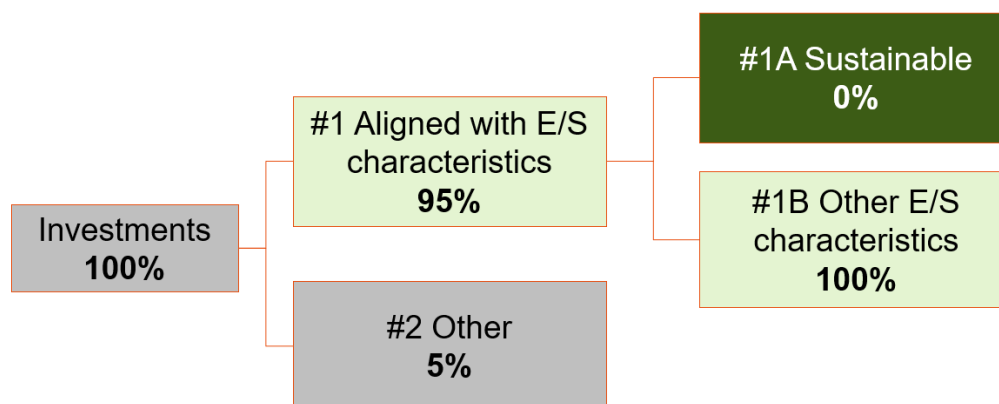 Investments
100%
#1 Aligned with E/S
characteristics
95%
#2 Other
5%
#1A Sustainable
0%
#1B Other E/S
characteristics
100%